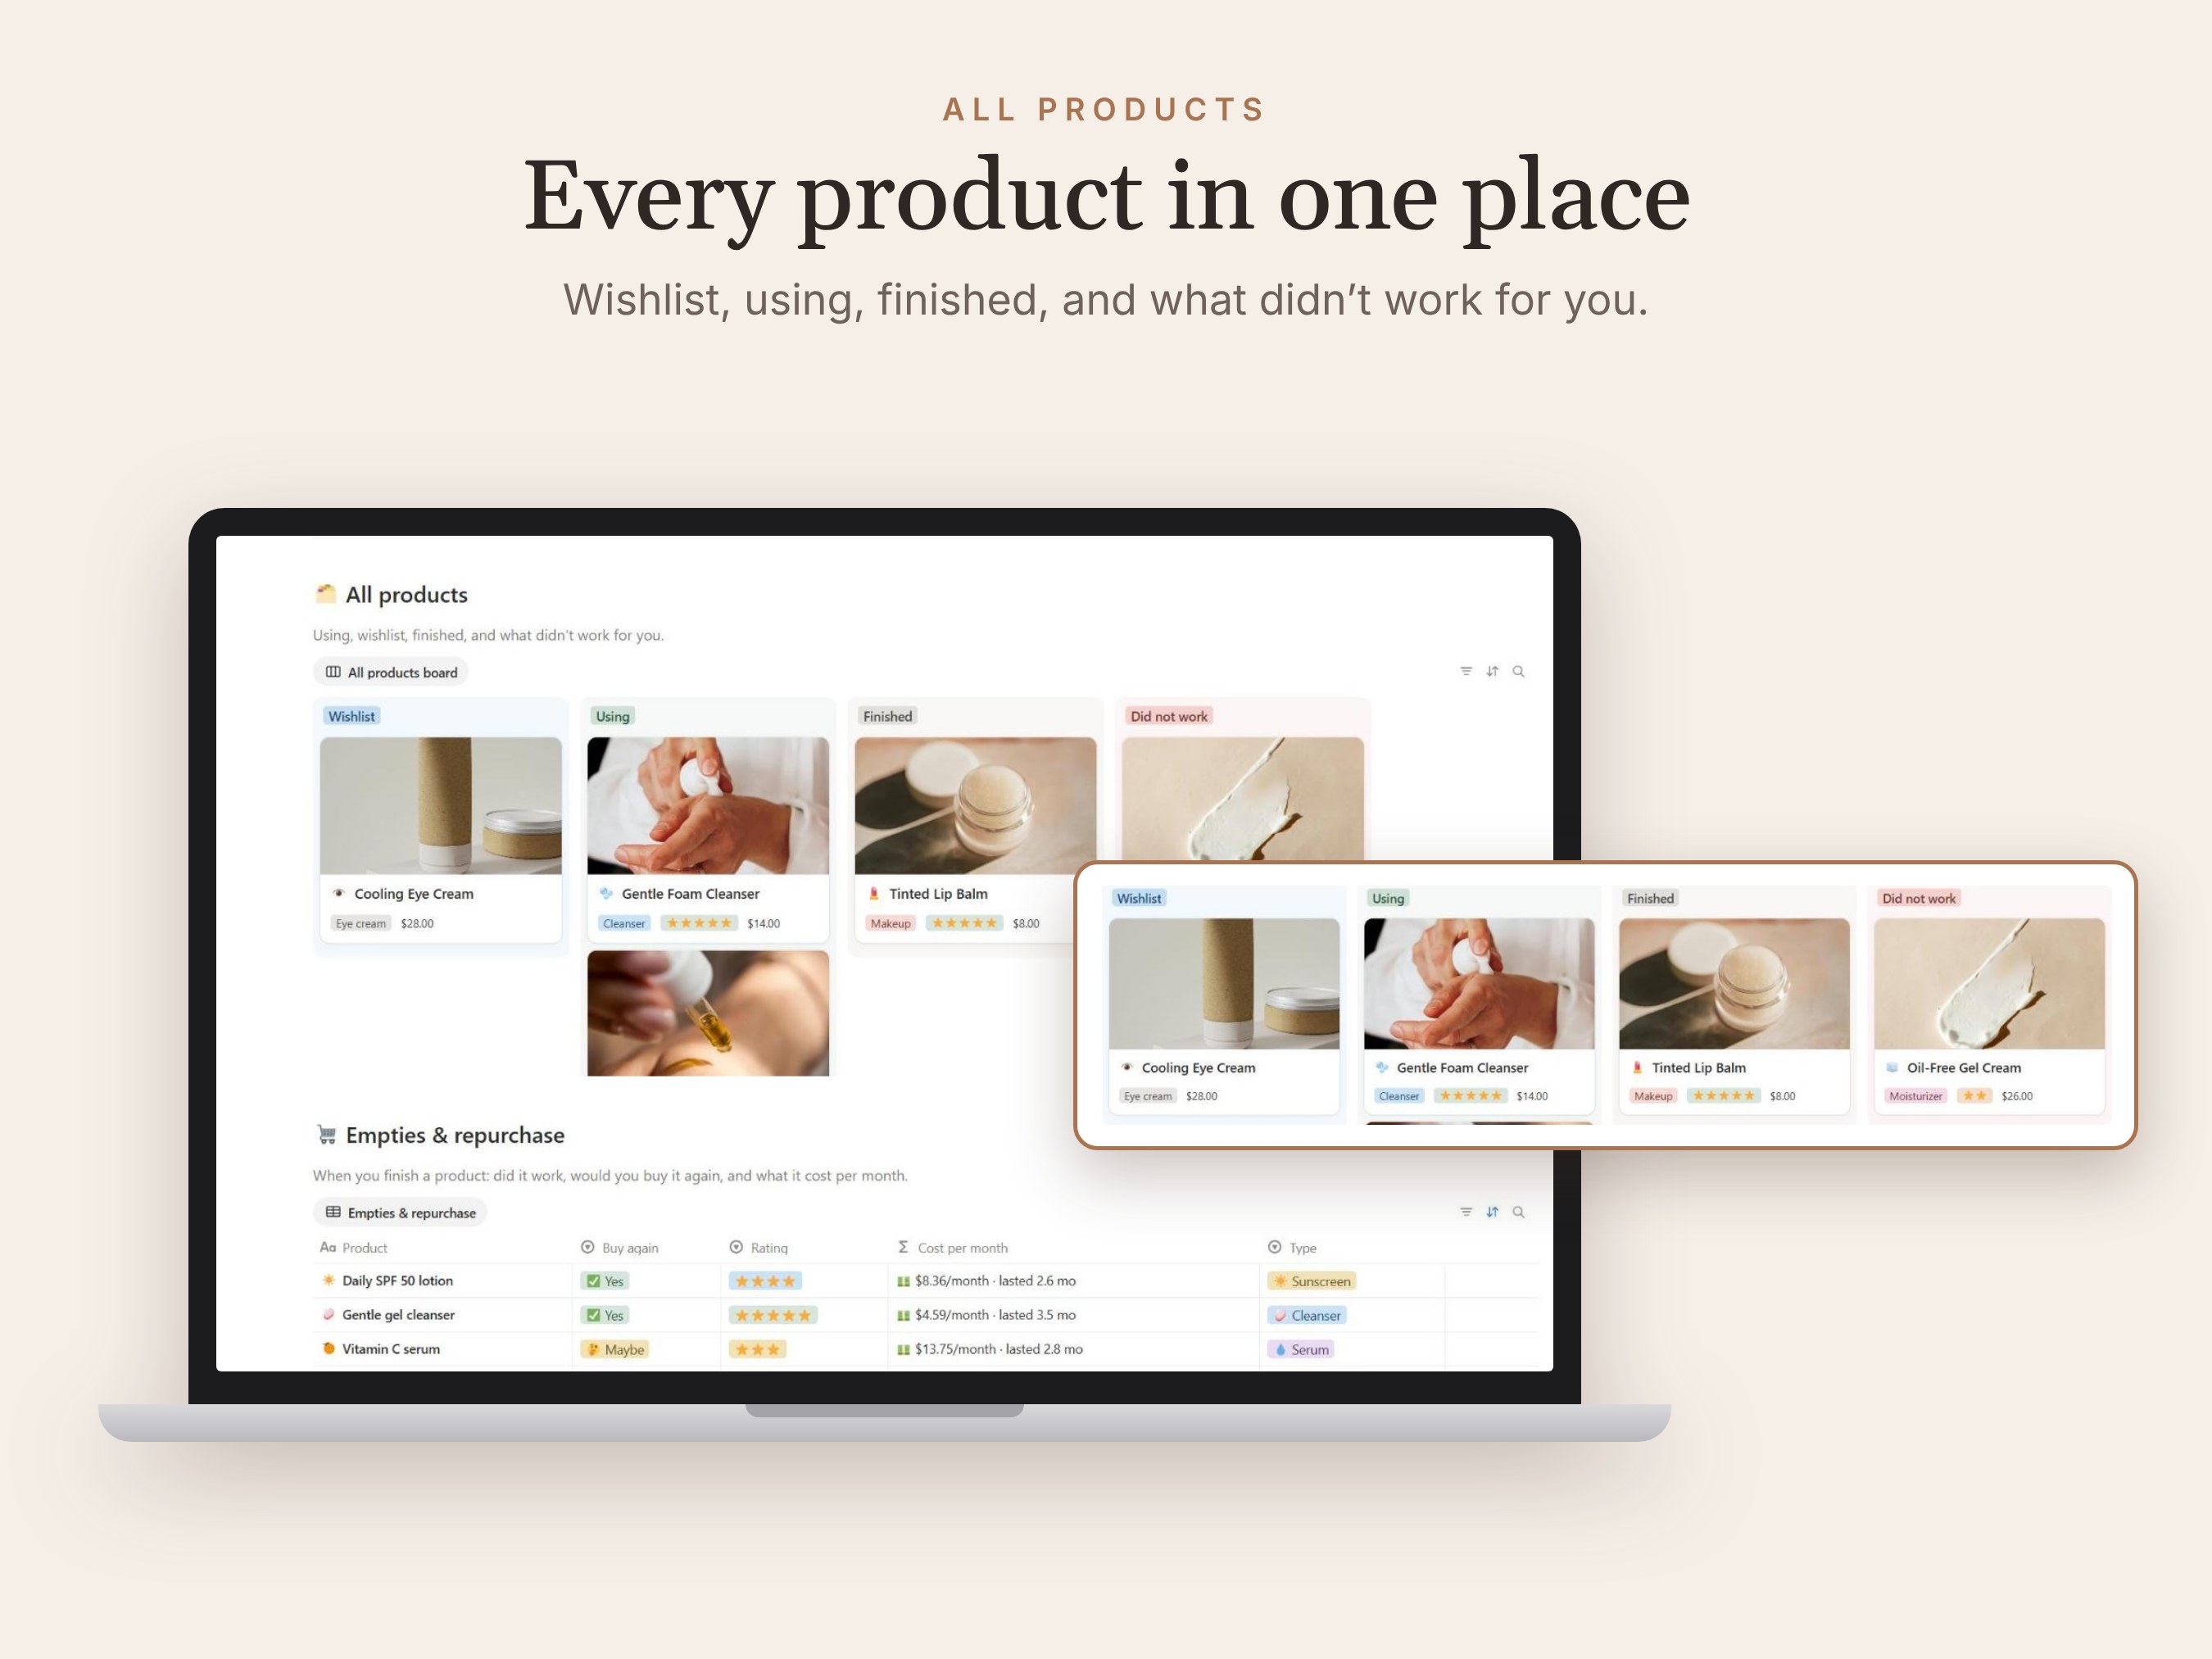 ALL PRODUCTS
Every product in one place
Wishlist, using, finished, and what didn’t work for you.
All products
Using, wishlist, finished, and what didn't work for you.
All products board
Wishlist
Using
Finished
Did not work
Cooling Eye Cream
Eye cream $28.00
Gentle Foam Cleanser
Cleanser ★★★★★ $14.00
Tinted Lip Balm
Makeup ★★★★★ $8.00
Wishlist
Using
Finished
Did not work
Cooling Eye Cream
Eye cream $28.00
Gentle Foam Cleanser
Cleanser ★★★★★ $14.00
Tinted Lip Balm
Makeup ★★★★★ $8.00
Oil-Free Gel Cream
Moisturizer ★★ $26.00
Empties & repurchase
When you finish a product: did it work, would you buy it again, and what it cost per month.
Empties & repurchase
Aa Product Buy again Rating Σ Cost per month Type
Daily SPF 50 lotion Yes ★★★★ $8.36/month · lasted 2.6 mo Sunscreen
Gentle gel cleanser Yes ★★★★★ $4.59/month · lasted 3.5 mo Cleanser
Vitamin C serum Maybe ★★★ $13.75/month · lasted 2.8 mo Serum